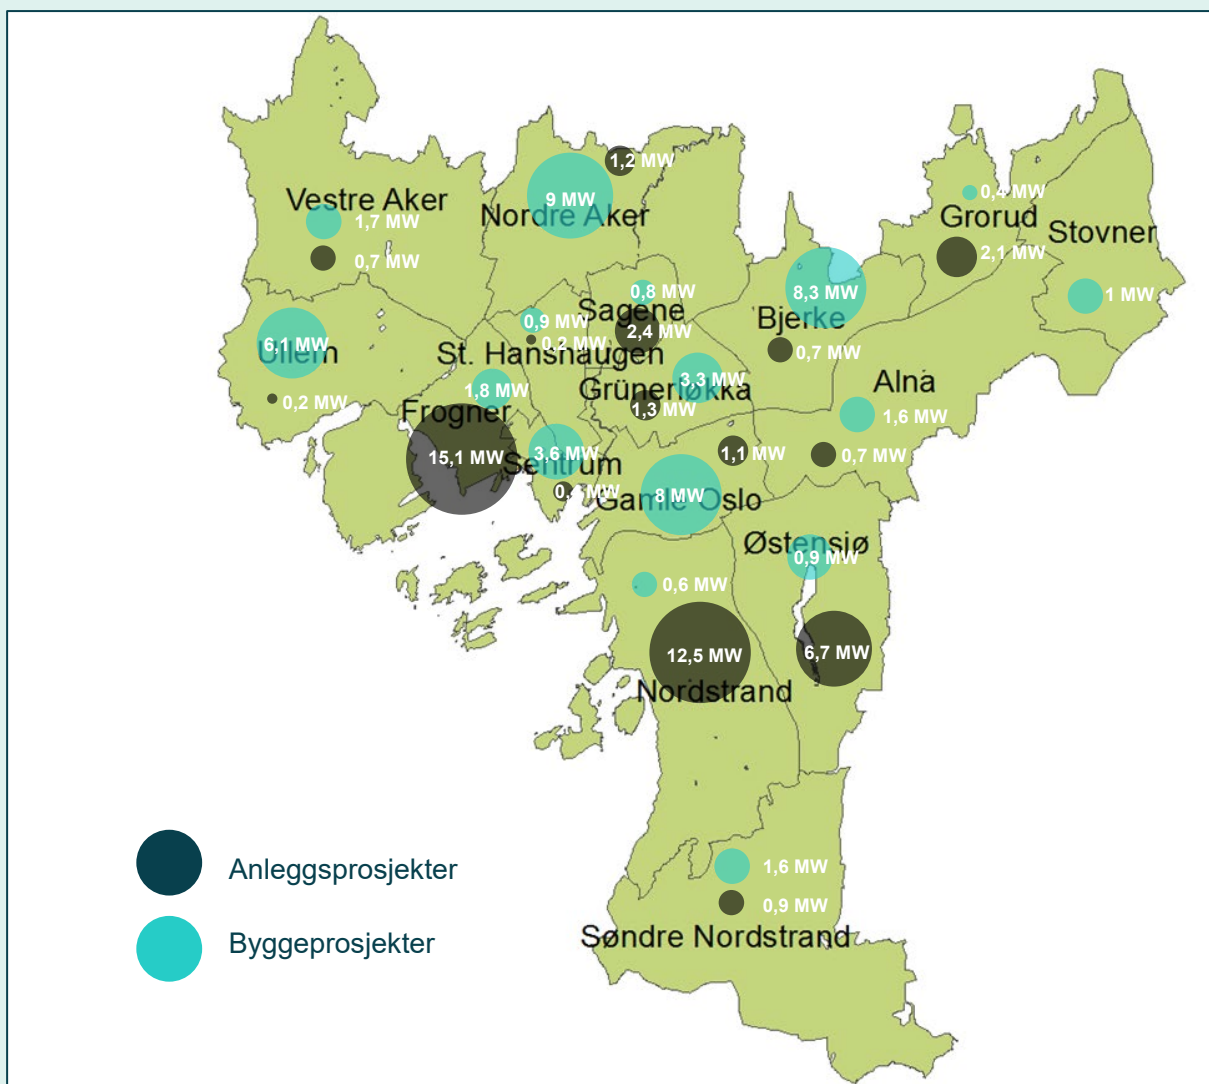 1,2 MW
Vestre Aker
9 MW
Nordre Aker
1,7 MW
0,7 MW
0,4 MW
Grorud
Stovner
2,1 MW
1 MW
0,8 MW
8,3 MW
Sagene
Bjerke
0,9 MW
2,4 MW
6,1 MW
Ullern
0,2 MW
St. Hanshaugen
0,7 MW
3,3 MW
Alna
1,8 MW
Grünerløkka
0,2 MW
Frogner
1,3 MW
1,6 MW
15,1 MW
3,6 MW
Sentrum
1,1 MW
0,7 MW
MW
8 MW
Gamle Oslo
Østensjø
0,9 MW
0,6 MW
12,5 MW
6,7 MW
Nordstrand
Anleggsprosjekter
1,6 MW
0,9 MW
Byggeprosjekter
Søndre Nordstrand